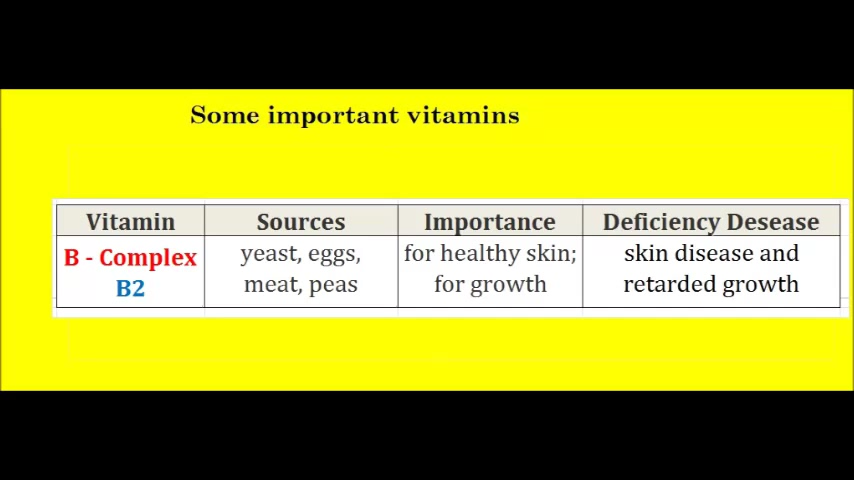 Some important vitamins
Vitamin Sources Importance Deficiency Desease
B - Complex yeast, eggs, for healthy skin; skin disease and
B2 meat, peas for growth retarded growth